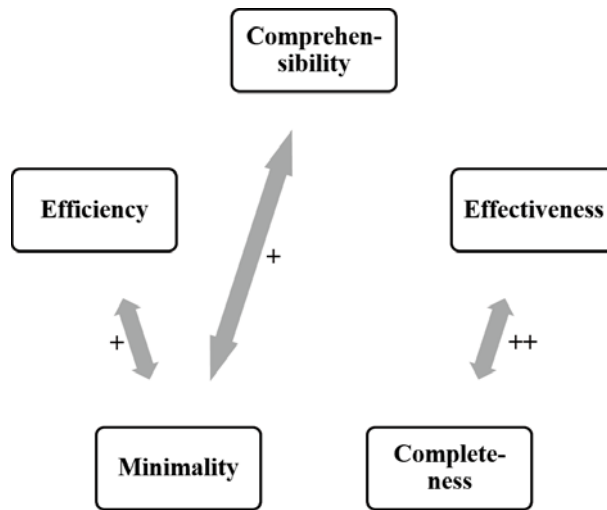 Comprehen-
sibility
Efficiency
Effectiveness
+
+
++
Minimality
Complete-
ness